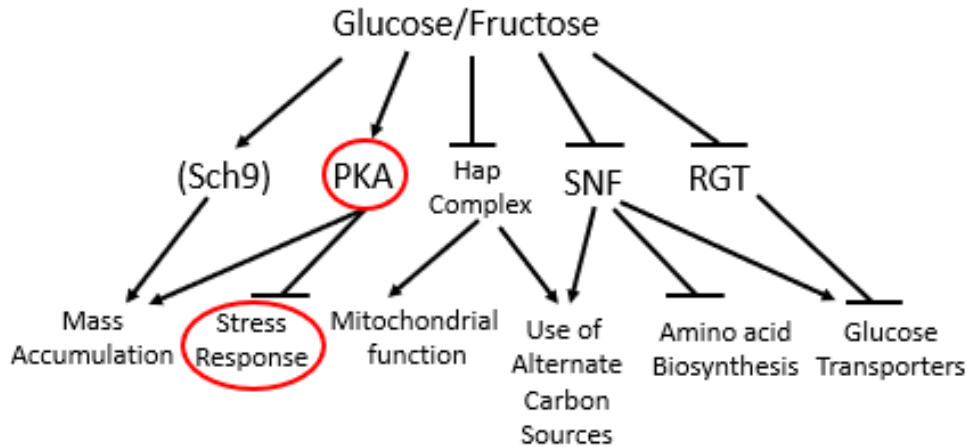 Glucose/Fructose
(Sch9)
PKA
Hap
Complex
SNF
RGT
Mass
Accumulation
Stress
Response
Mitochondrial
function
Use of
Alternate
Carbon
Sources
Amino acid
Biosynthesis
Glucose
Transporters